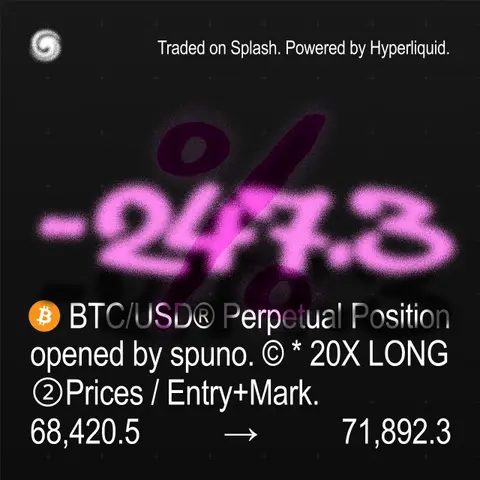 Traded on Splash. Powered by Hyperliquid.
%
-247.3
BTC/USD® Perpetual Position
opened by spuno. © * 20X LONG
②Prices / Entry+Mark.
68,420.5 → 71,892.3